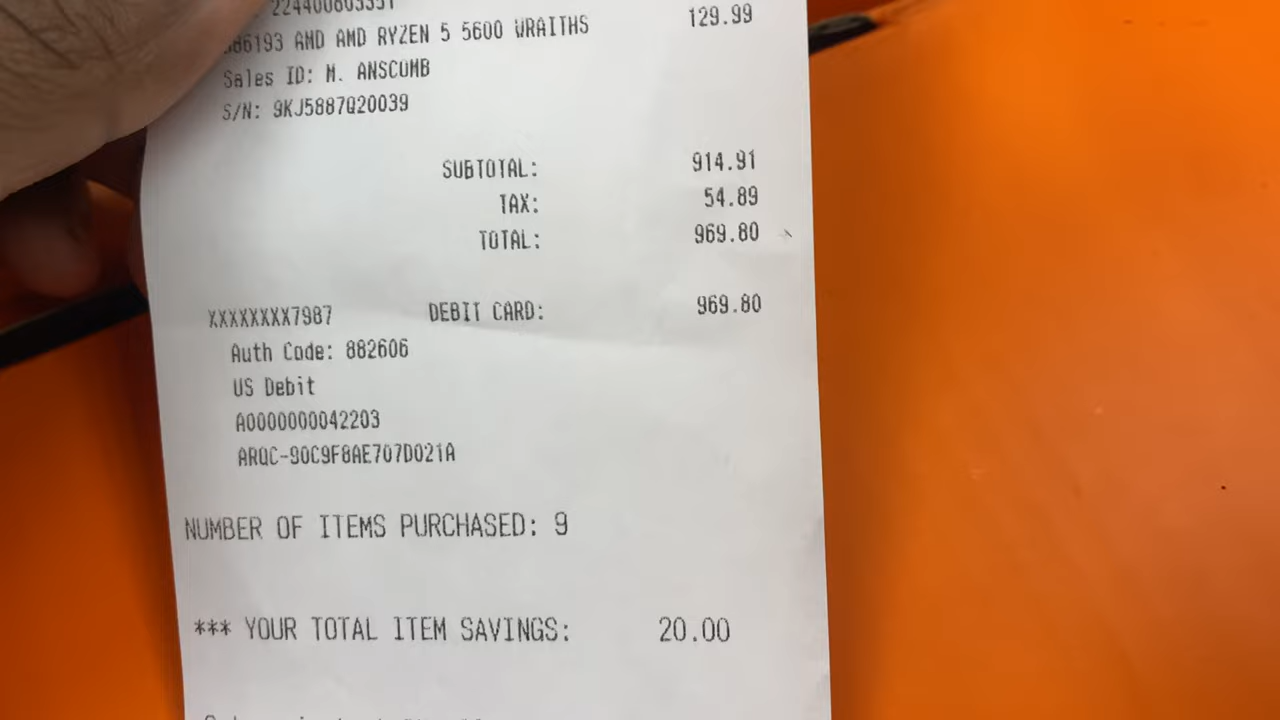 129.99
AMD AMD RYZEN 5 5600 WRAITHS
Sales ID: M. ANSCOMB
S/N: 9KJ5887Q20039
SUBTOTAL: 914.91
TAX: 54.89
TOTAL: 969.80
XXXXXXXX7987 DEBIT CARD: 969.80
Auth Code: 882606
US Debit
A0000000042203
ARQC-90C9F8AE707D021A
NUMBER OF ITEMS PURCHASED: 9
*** YOUR TOTAL ITEM SAVINGS: 20.00